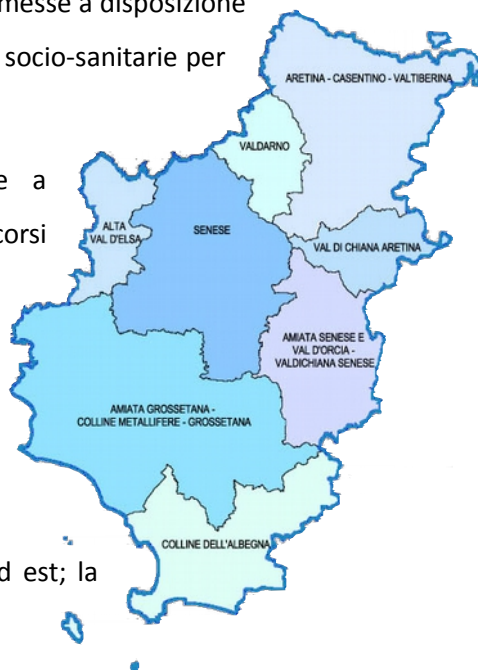 messe a disposizione
socio-sanitarie per
ARETINA - CASENTINO - VALTIBERINA
VALDARNO
e a
corsi
ALTA
VAL D'ELSA
SENESE
VAL DI CHIANA ARETINA
AMIATA SENESE E
VAL D'ORCIA -
VALDICHIANA SENESE
AMIATA GROSSETANA -
COLLINE METALLIFERE - GROSSETANA
COLLINE DELL'ALBEGNA
d est; la